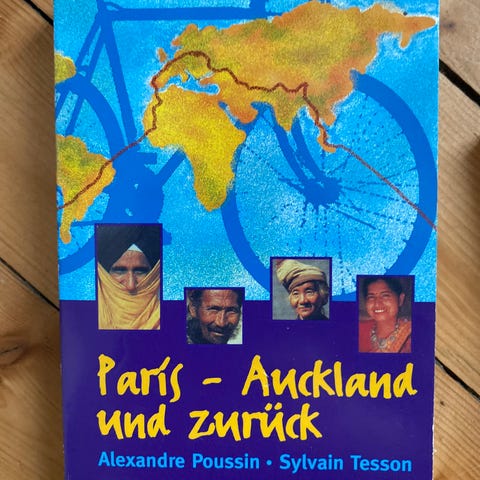 Paris - Auckland
und zurück
Alexandre Poussin • Sylvain Tesson